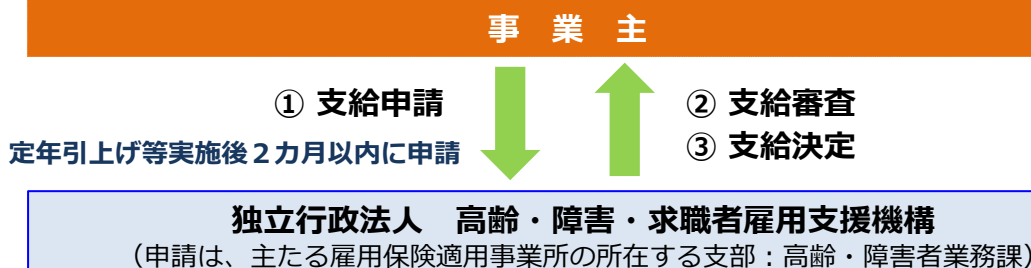 事 業 主
① 支給申請
定年引上げ等実施後２カ月以内に申請
② 支給審査
③ 支給決定
独立行政法人 高齢・障害・求職者雇用支援機構
（申請は、主たる雇用保険適用事業所の所在する支部：高齢・障害者業務課）